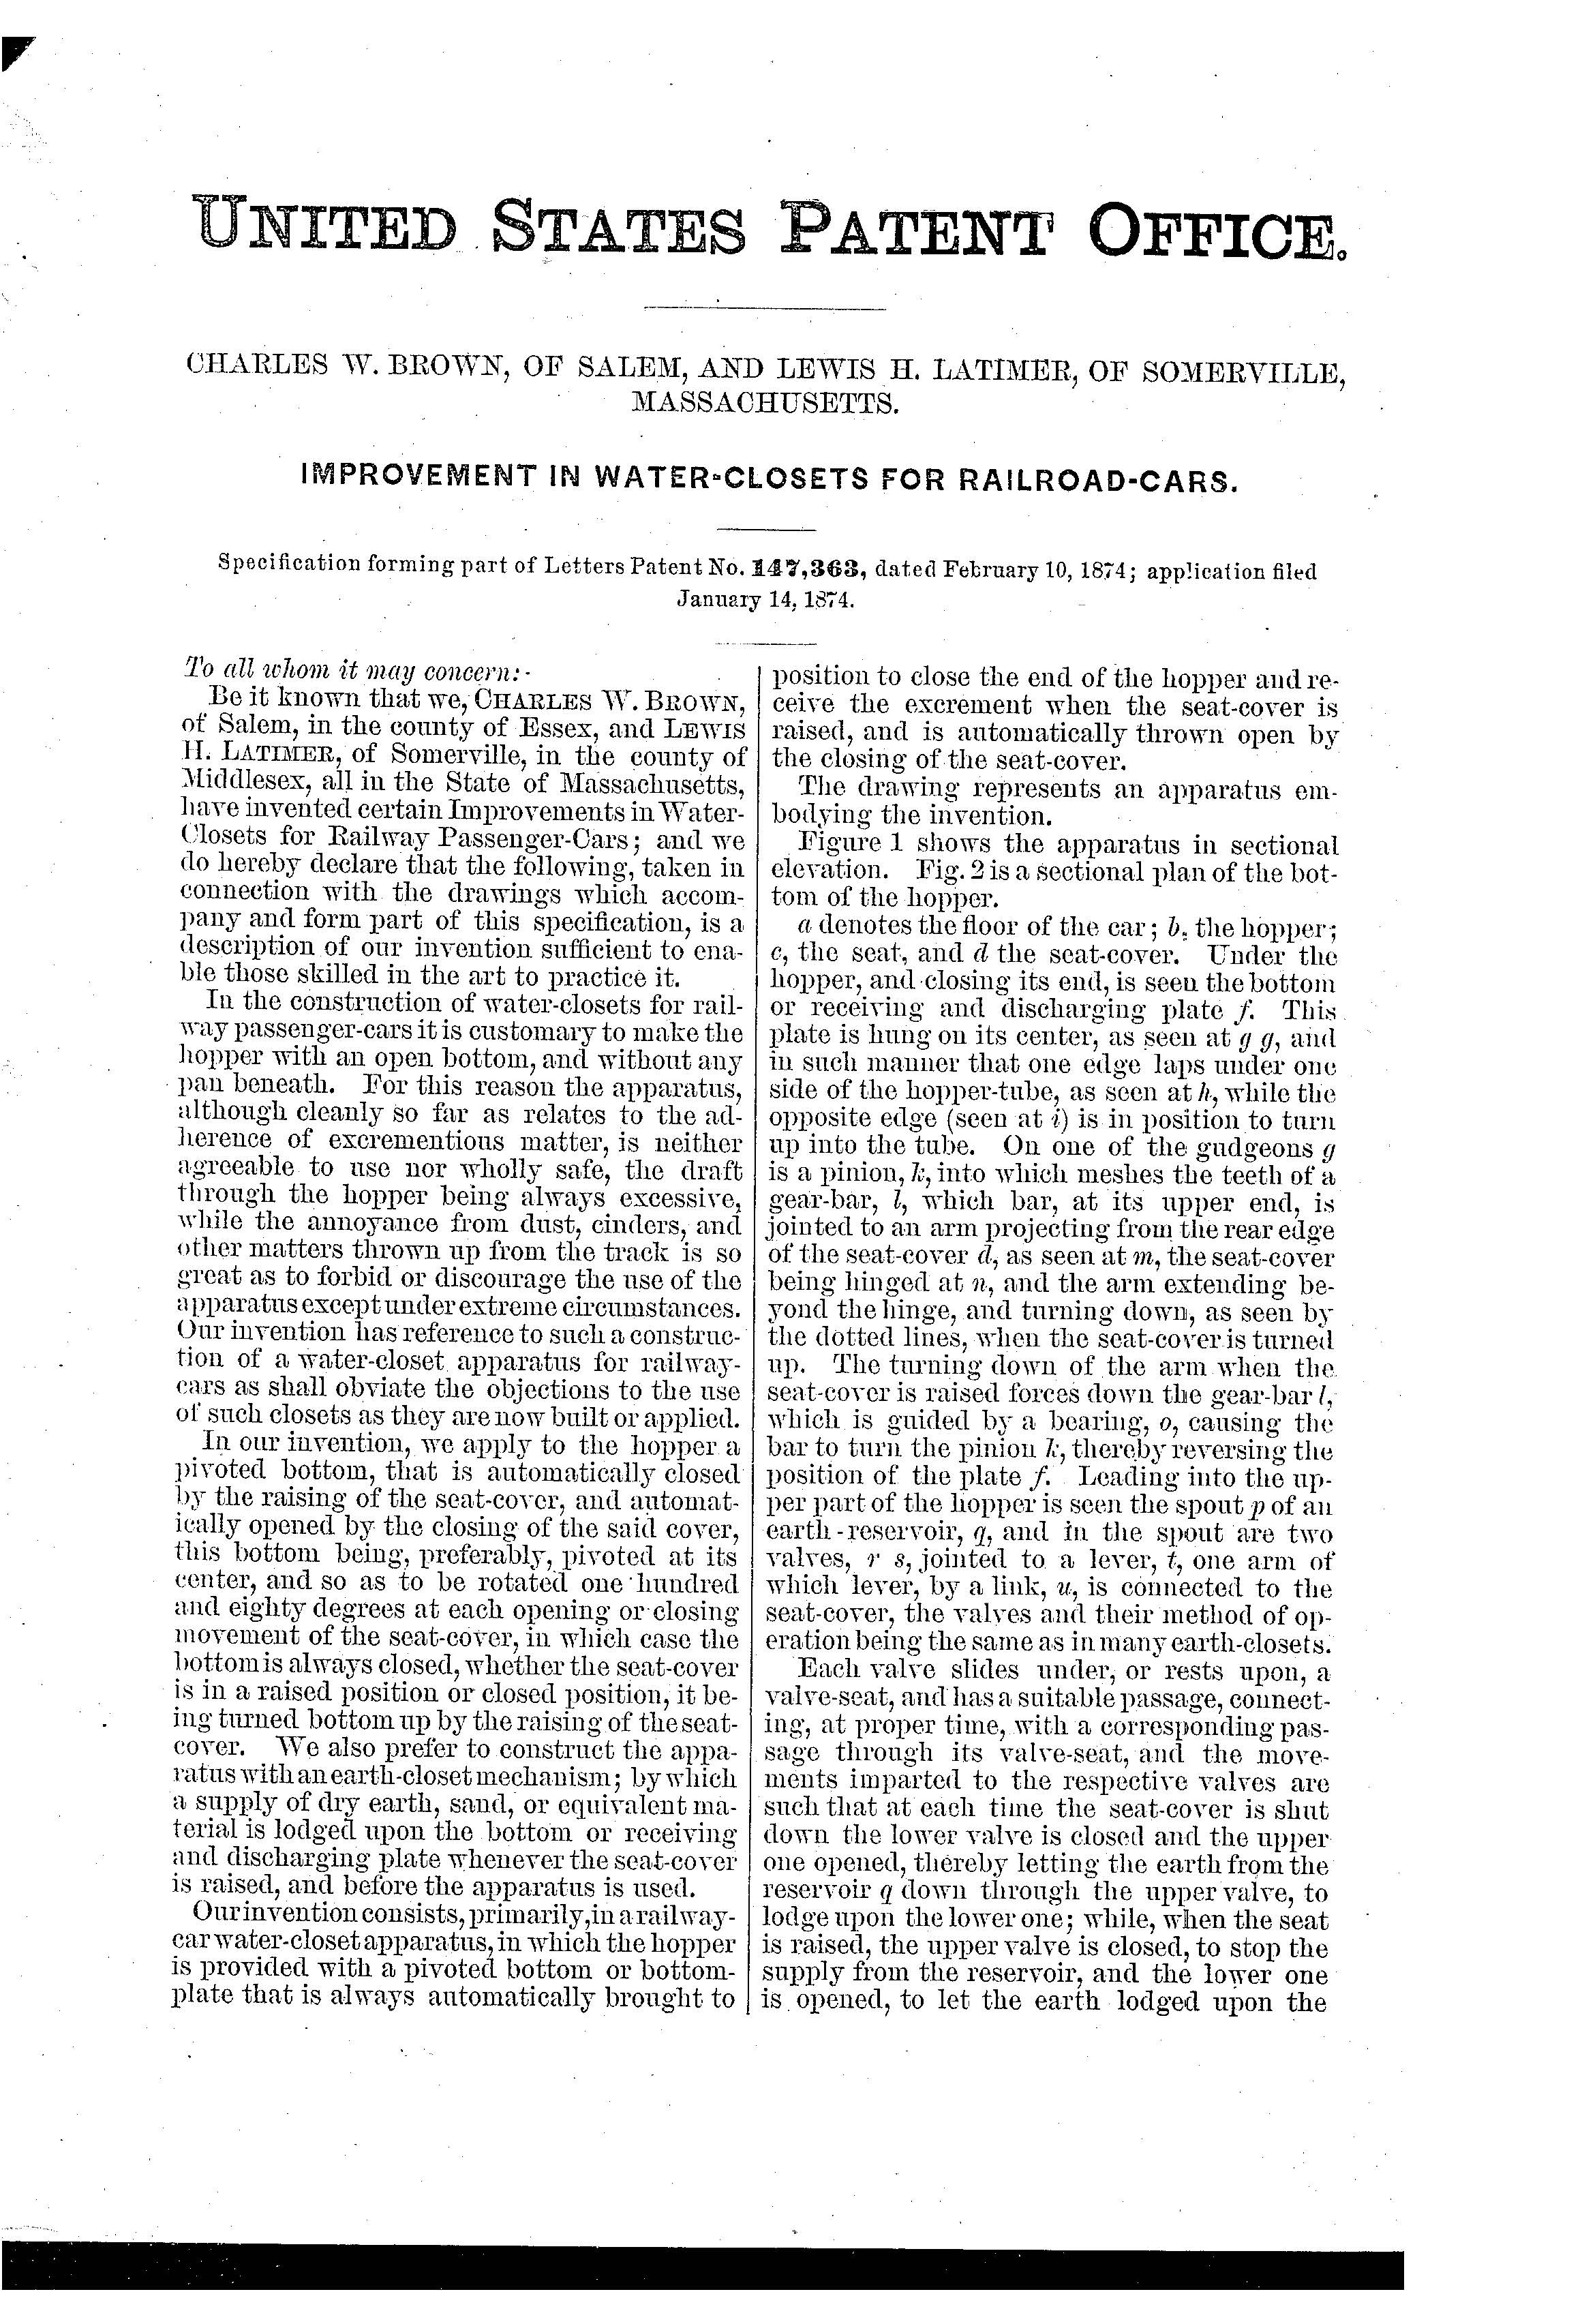 UNITED STATES PATENT OFFICE.
CHARLES W. BROWN, OF SALEM, AND LEWIS H. LATIMER, OF SOMERVILLE,
MASSACHUSETTS.
IMPROVEMENT IN WATER-CLOSETS FOR RAILROAD-CARS.
Specification forming part of Letters Patent No. 147,363, dated February 10, 1874; application filed
January 14, 1874.
To all whom it may concern:
Be it known that we, CHARLES W. BROWN,
of Salem, in the county of Essex, and LEWIS
H. LATIMER, of Somerville, in the county of
Middlesex, all in the State of Massachusetts,
have invented certain Improvements in Water-
Closets for Railway Passenger-Cars; and we
do hereby declare that the following, taken in
connection with the drawings which accom-
pany and form part of this specification, is a
description of our invention sufficient to ena-
ble those skilled in the art to practice it.
In the construction of water-closets for rail-
way passenger-cars it is customary to make the
hopper with an open bottom, and without any
pan beneath. For this reason the apparatus,
although cleanly so far as relates to the ad-
herence of excrementious matter, is neither
agreeable to use nor wholly safe, the draft
through the hopper being always excessive,
while the annoyance from dust, cinders, and
other matters thrown up from the track is so
great as to forbid or discourage the use of the
apparatus except under extreme circumstances.
Our invention has reference to such a construc-
tion of a water-closet apparatus for railway-
cars as shall obviate the objections to the use
of such closets as they are now built or applied.
In our invention, we apply to the hopper a
pivoted bottom, that is automatically closed
by the raising of the seat-cover, and automat-
ically opened by the closing of the said cover,
this bottom being, preferably, pivoted at its
center, and so as to be rotated one hundred
and eighty degrees at each opening or closing
movement of the seat-cover, in which case the
bottom is always closed, whether the seat-cover
is in a raised position or closed position, it be-
ing turned bottom up by the raising of the seat-
cover. We also prefer to construct the appa-
ratus with an earth-closet mechanism; by which
a supply of dry earth, sand, or equivalent ma-
terial is lodged upon the bottom or receiving
and discharging plate whenever the seat-cover
is raised, and before the apparatus is used.
Our invention consists, primarily, in a railway-
car water-closet apparatus, in which the hopper
is provided with a pivoted bottom or bottom-
plate that is always automatically brought to
position to close the end of the hopper and re-
ceive the excrement when the seat-cover is
raised, and is automatically thrown open by
the closing of the seat-cover.
The drawing represents an apparatus em-
bodying the invention.
Figure 1 shows the apparatus in sectional
elevation. Fig. 2 is a sectional plan of the bot-
tom of the hopper.
a denotes the floor of the car; b, the hopper;
c, the seat, and d the seat-cover. Under the
hopper, and closing its end, is seen the bottom
or receiving and discharging plate f. This
plate is hung on its center, as seen at g g, and
in such manner that one edge laps under one
side of the hopper-tube, as seen at h, while the
opposite edge (seen at i) is in position to turn
up into the tube. On one of the gudgeons g
is a pinion, k, into which meshes the teeth of a
gear-bar, l, which bar, at its upper end, is
jointed to an arm projecting from the rear edge
of the seat-cover d, as seen at m, the seat-cover
being hinged at n, and the arm extending be-
yond the hinge, and turning down, as seen by
the dotted lines, when the seat-cover is turned
up. The turning down of the arm when the
seat-cover is raised forces down the gear-bar l,
which is guided by a bearing, o, causing the
bar to turn the pinion k, thereby reversing the
position of the plate f. Leading into the up-
per part of the hopper is seen the spout p of an
earth-reservoir, q, and in the spout are two
valves, r s, jointed to a lever, t, one arm of
which lever, by a link, u, is connected to the
seat-cover, the valves and their method of op-
eration being the same as in many earth-closets.
Each valve slides under, or rests upon, a
valve-seat, and has a suitable passage, connect-
ing, at proper time, with a corresponding pas-
sage through its valve-seat, and the move-
ments imparted to the respective valves are
such that at each time the seat-cover is shut
down the lower valve is closed and the upper
one opened, thereby letting the earth from the
reservoir q down through the upper valve, to
lodge upon the lower one; while, when the seat
is raised, the upper valve is closed, to stop the
supply from the reservoir, and the lower one
is opened, to let the earth lodged upon the